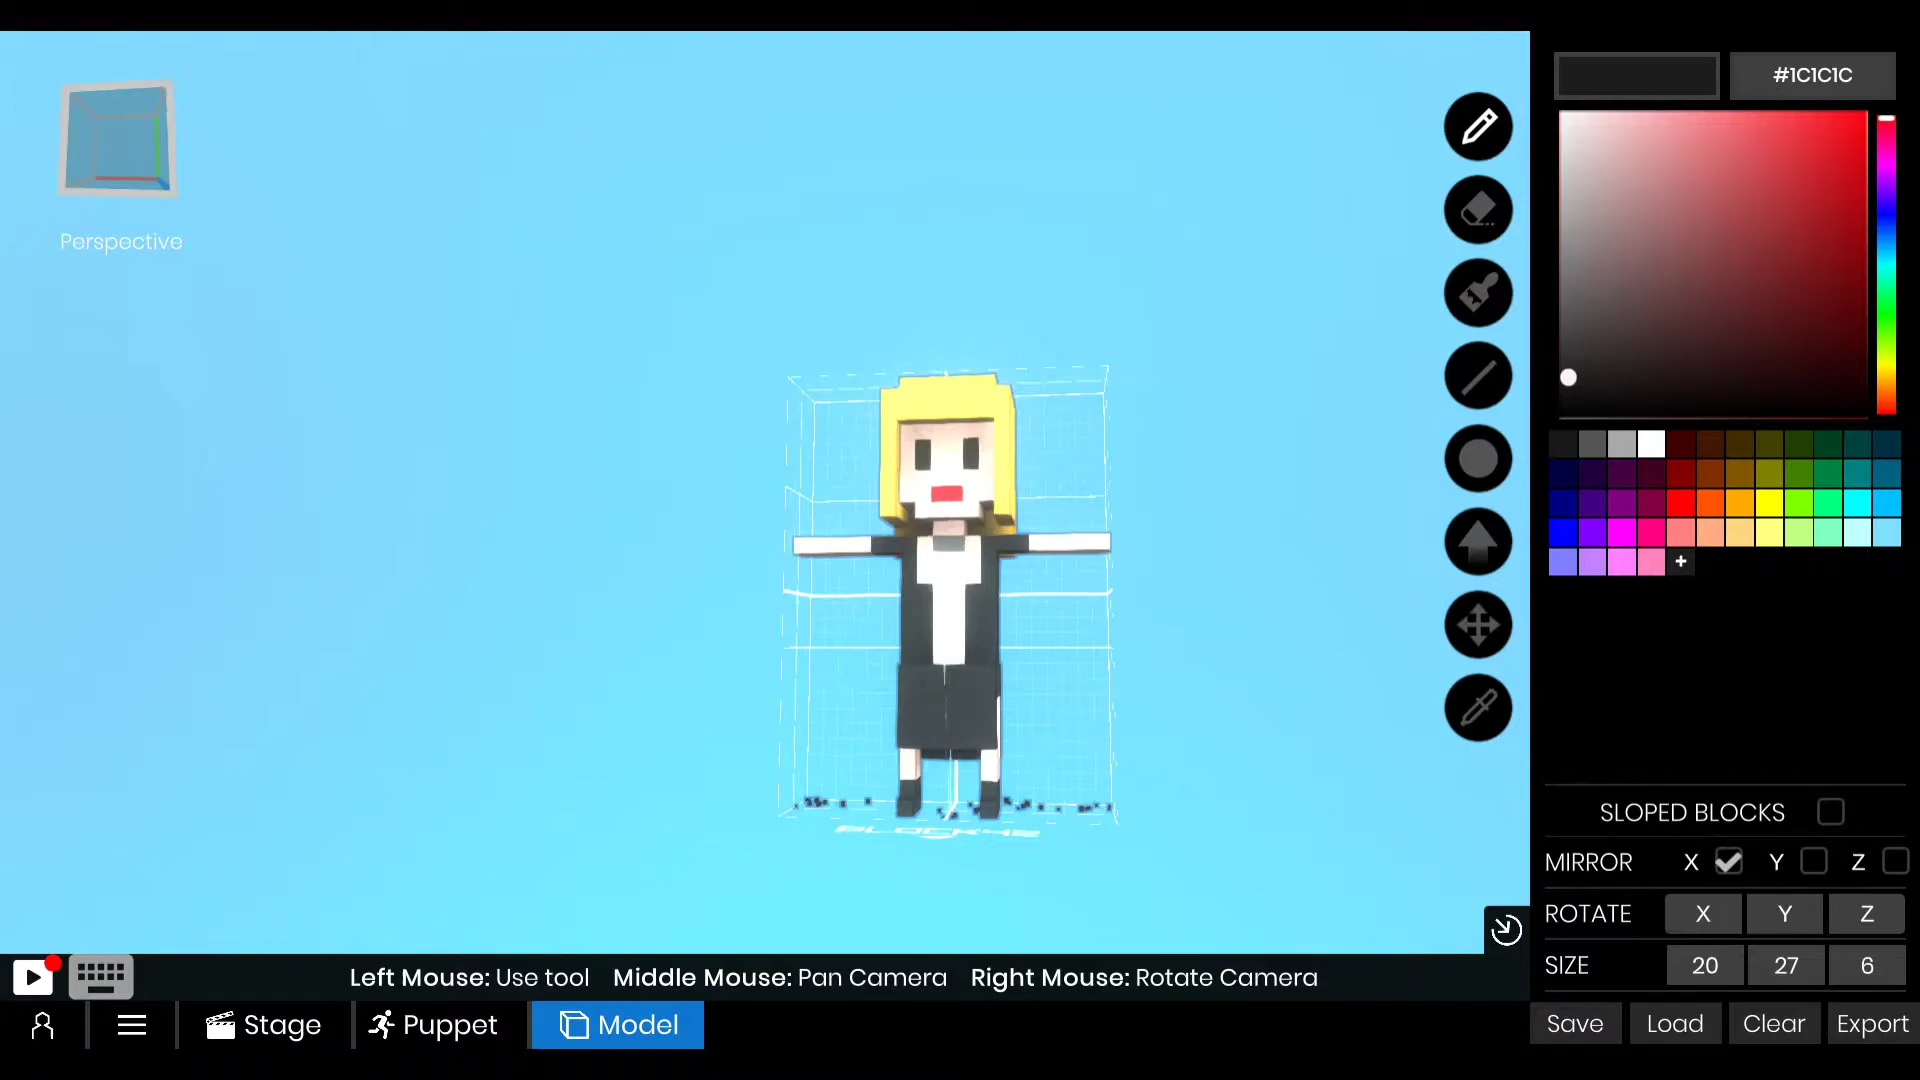 #1C1C1C
Perspective
BLOCK42
SLOPED BLOCKS
MIRROR X Y Z
ROTATE X Y Z
SIZE 20 27 6
Left Mouse: Use tool Middle Mouse: Pan Camera Right Mouse: Rotate Camera
Stage Puppet Model
Save Load Clear Export